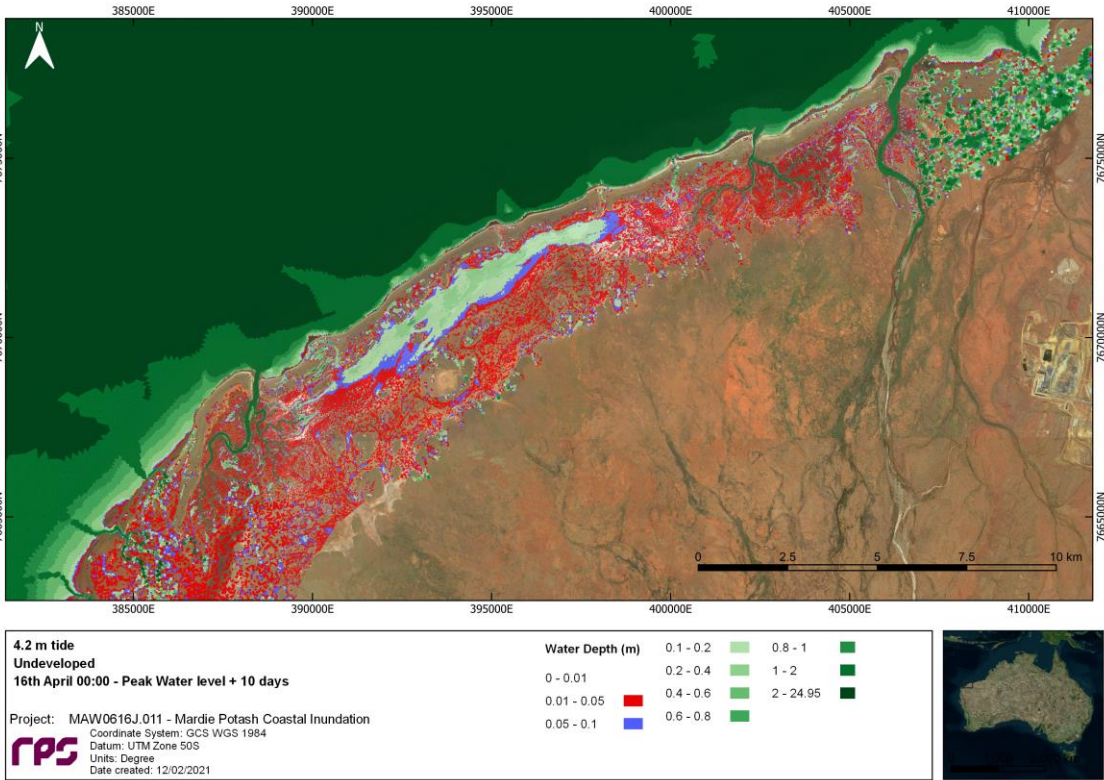 385000E 390000E 395000E 400000E 405000E 410000E
N
7675000N 7675000N
7670000N 7670000N
7665000N 7665000N
0 2.5 5 7.5 10 km
385000E 390000E 395000E 400000E 405000E 410000E
4.2 m tide
Undeveloped
16th April 00:00 - Peak Water level + 10 days
Project: MAW0616J.011 - Mardie Potash Coastal Inundation
rps
Coordinate System: GCS WGS 1984
Datum: UTM Zone 50S
Units: Degree
Date created: 12/02/2021
Water Depth (m)
0 - 0.01
0.01 - 0.05
0.05 - 0.1
0.1 - 0.2
0.2 - 0.4
0.4 - 0.6
0.6 - 0.8
0.8 - 1
1 - 2
2 - 24.95